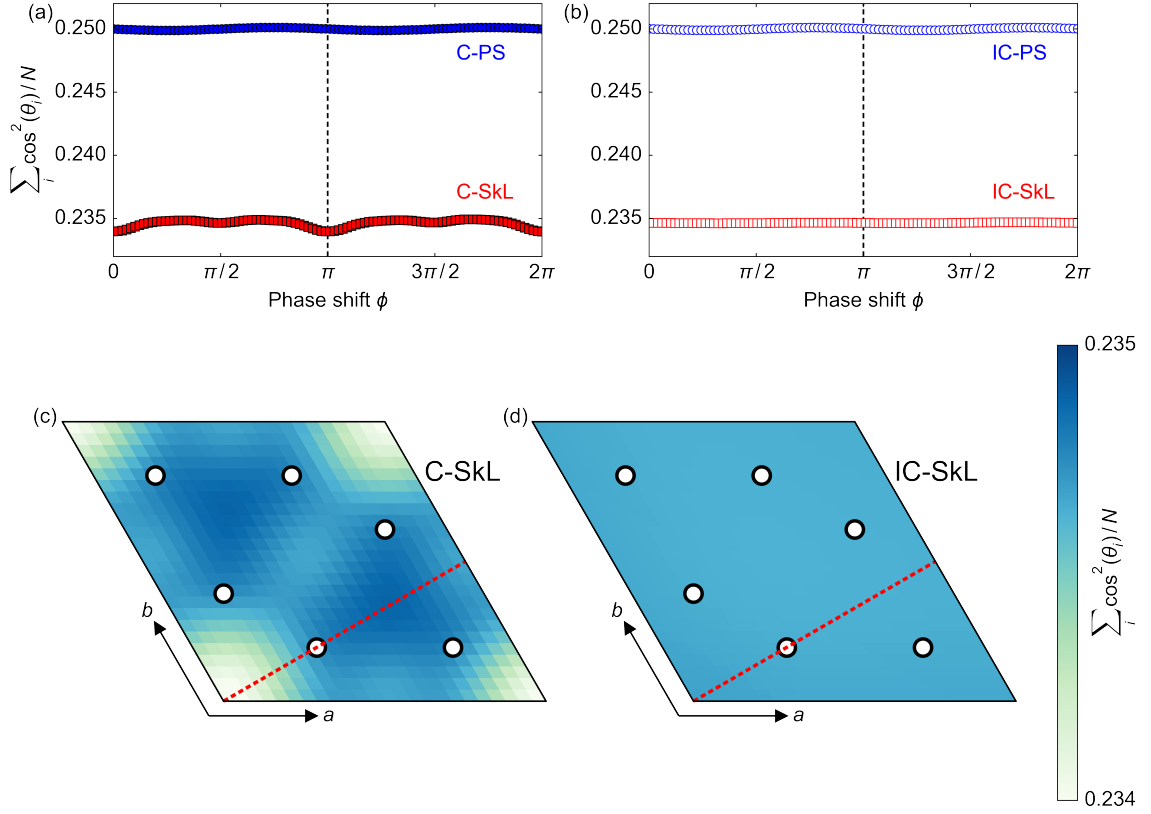 (a)
0.250
0.245
0.240
0.235
∑ᵢ cos²(θᵢ)/N
C-PS
C-SkL
0 π/2 π 3π/2 2π
Phase shift ϕ
(b)
0.250
0.245
0.240
0.235
IC-PS
IC-SkL
0 π/2 π 3π/2 2π
Phase shift ϕ
(c)
C-SkL
b
a
(d)
IC-SkL
b
a
0.235
∑ᵢ cos²(θᵢ)/N
0.234